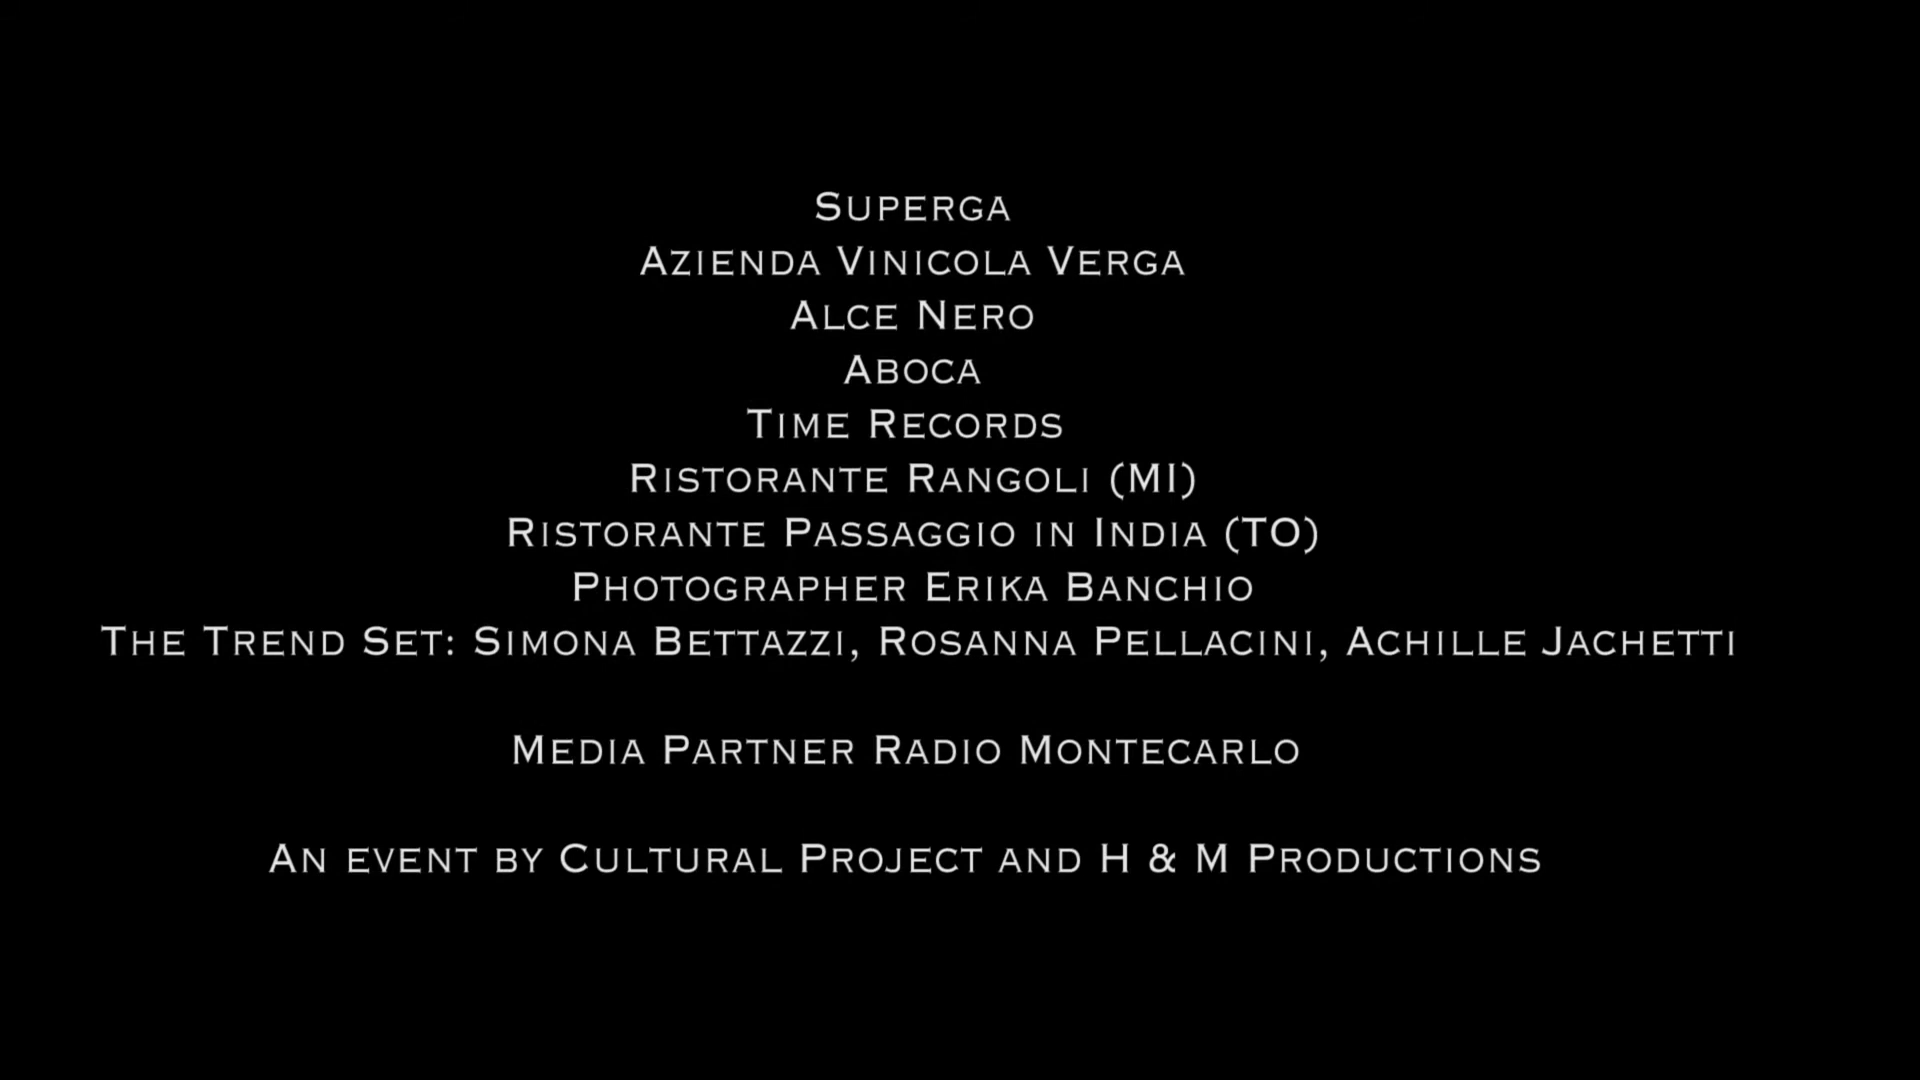 Superga
Azienda Vinicola Verga
Alce Nero
Aboca
Time Records
Ristorante Rangoli (MI)
Ristorante Passaggio in India (TO)
Photographer Erika Banchio
The Trend Set: Simona Bettazzi, Rosanna Pellacini, Achille Jachetti
Media Partner Radio Montecarlo
An event by Cultural Project and H & M Productions